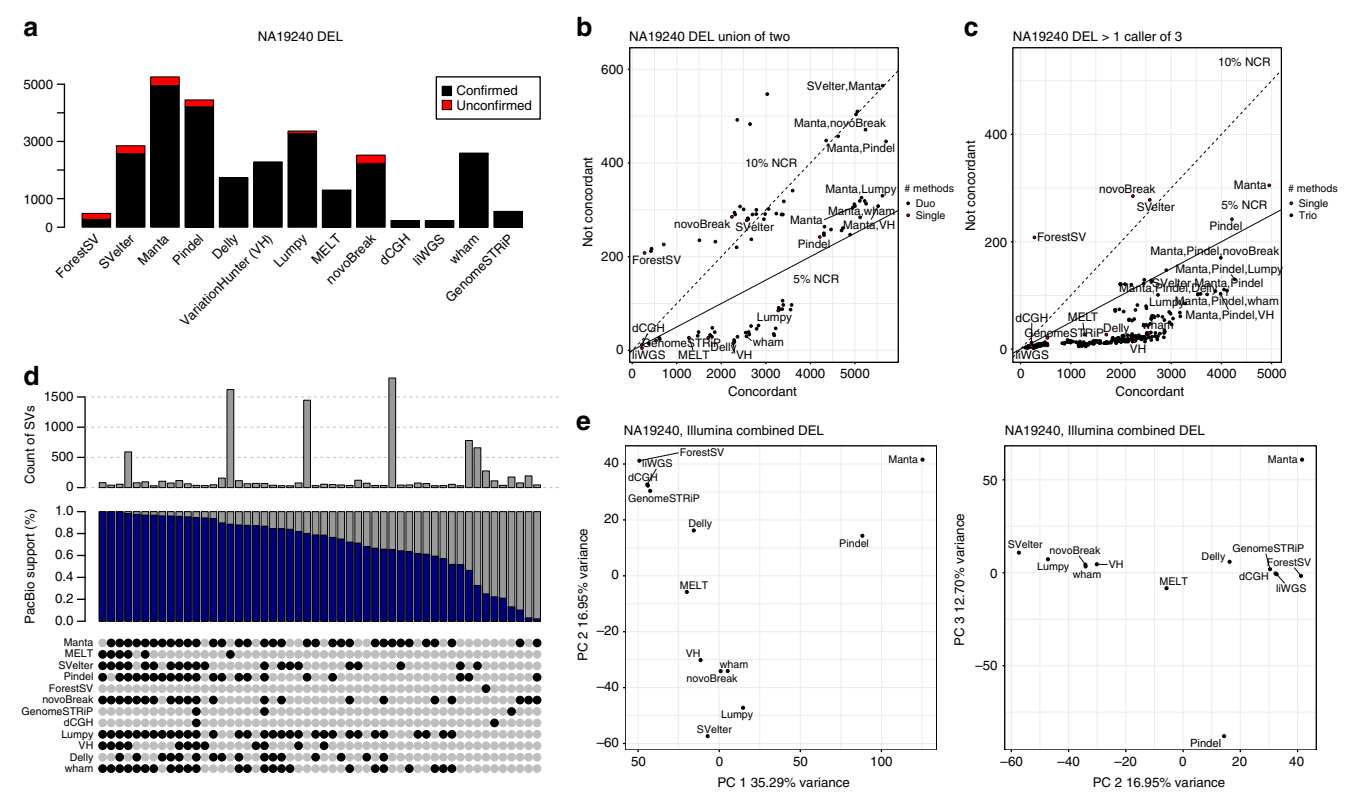 a
NA19240 DEL
5000
3000
1000
0
Confirmed
Unconfirmed
ForestSV
SVelter
Manta
Pindel
Delly
VariationHunter (VH)
Lumpy
MELT
novoBreak
dCGH
liWGS
wham
GenomeSTRiP
b
NA19240 DEL union of two
Not concordant
600
400
200
0
SVelter,Manta
Manta,novoBreak
Manta,Pindel
10% NCR
Manta,Lumpy
Manta
Manta,wham
Manta,VH
novoBreak
SVelter
Pindel
ForestSV
5% NCR
Lumpy
dCGH
GenomeSTRiP
Delly
wham
liWGS
MELT
VH
0 1000 2000 3000 4000 5000
Concordant
# methods
Duo
Single
c
NA19240 DEL > 1 caller of 3
Not concordant
400
200
0
10% NCR
novoBreak
Manta
SVelter
5% NCR
Pindel
ForestSV
Manta,Pindel,novoBreak
Manta,Pindel,Lumpy
SVelter,Manta,Pindel
Manta,Pindel,Delly
Lumpy
Manta,Pindel,wham
Manta,Pindel,VH
dCGH
MELT
GenomeSTRiP
Delly
wham
liWGS
VH
0 1000 2000 3000 4000 5000
Concordant
# methods
Single
Trio
d
Count of SVs
1500
1000
500
0
PacBio support (%)
1.0
0.8
0.6
0.4
0.2
0.0
Manta
MELT
SVelter
Pindel
ForestSV
novoBreak
GenomeSTRiP
dCGH
Lumpy
VH
Delly
wham
e
NA19240, Illumina combined DEL
PC 2 16.95% variance
40
20
0
−20
−40
−60
ForestSV
liWGS
dCGH
GenomeSTRiP
Manta
Delly
Pindel
MELT
VH
wham
novoBreak
Lumpy
SVelter
50 0 50 100
PC 1 35.29% variance
NA19240, Illumina combined DEL
PC 3 12.70% variance
50
0
−50
Manta
SVelter
novoBreak
Lumpy
wham
VH
MELT
Delly
GenomeSTRiP
ForestSV
dCGH
liWGS
Pindel
−60 −40 −20 0 20 40
PC 2 16.95% variance